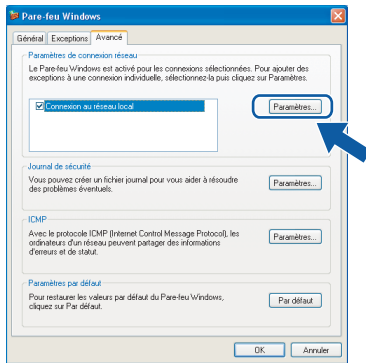 Pare-feu Windows
Général Exceptions Avancé
Paramètres de connexion réseau
Le Pare-feu Windows est activé pour les connexions sélectionnées. Pour ajouter des
exceptions à une connexion individuelle, sélectionnez-la puis cliquez sur Paramètres.
Connexion au réseau local
Paramètres...
Journal de sécurité
Vous pouvez créer un fichier journal pour vous aider à résoudre
des problèmes éventuels.
Paramètres...
ICMP
Avec le protocole ICMP (Internet Control Message Protocol), les
ordinateurs d'un réseau peuvent partager des informations
d'erreurs et de statut.
Paramètres...
Paramètres par défaut
Pour restaurer les valeurs par défaut du Pare-feu Windows,
cliquez sur Par défaut.
Par défaut
OK Annuler